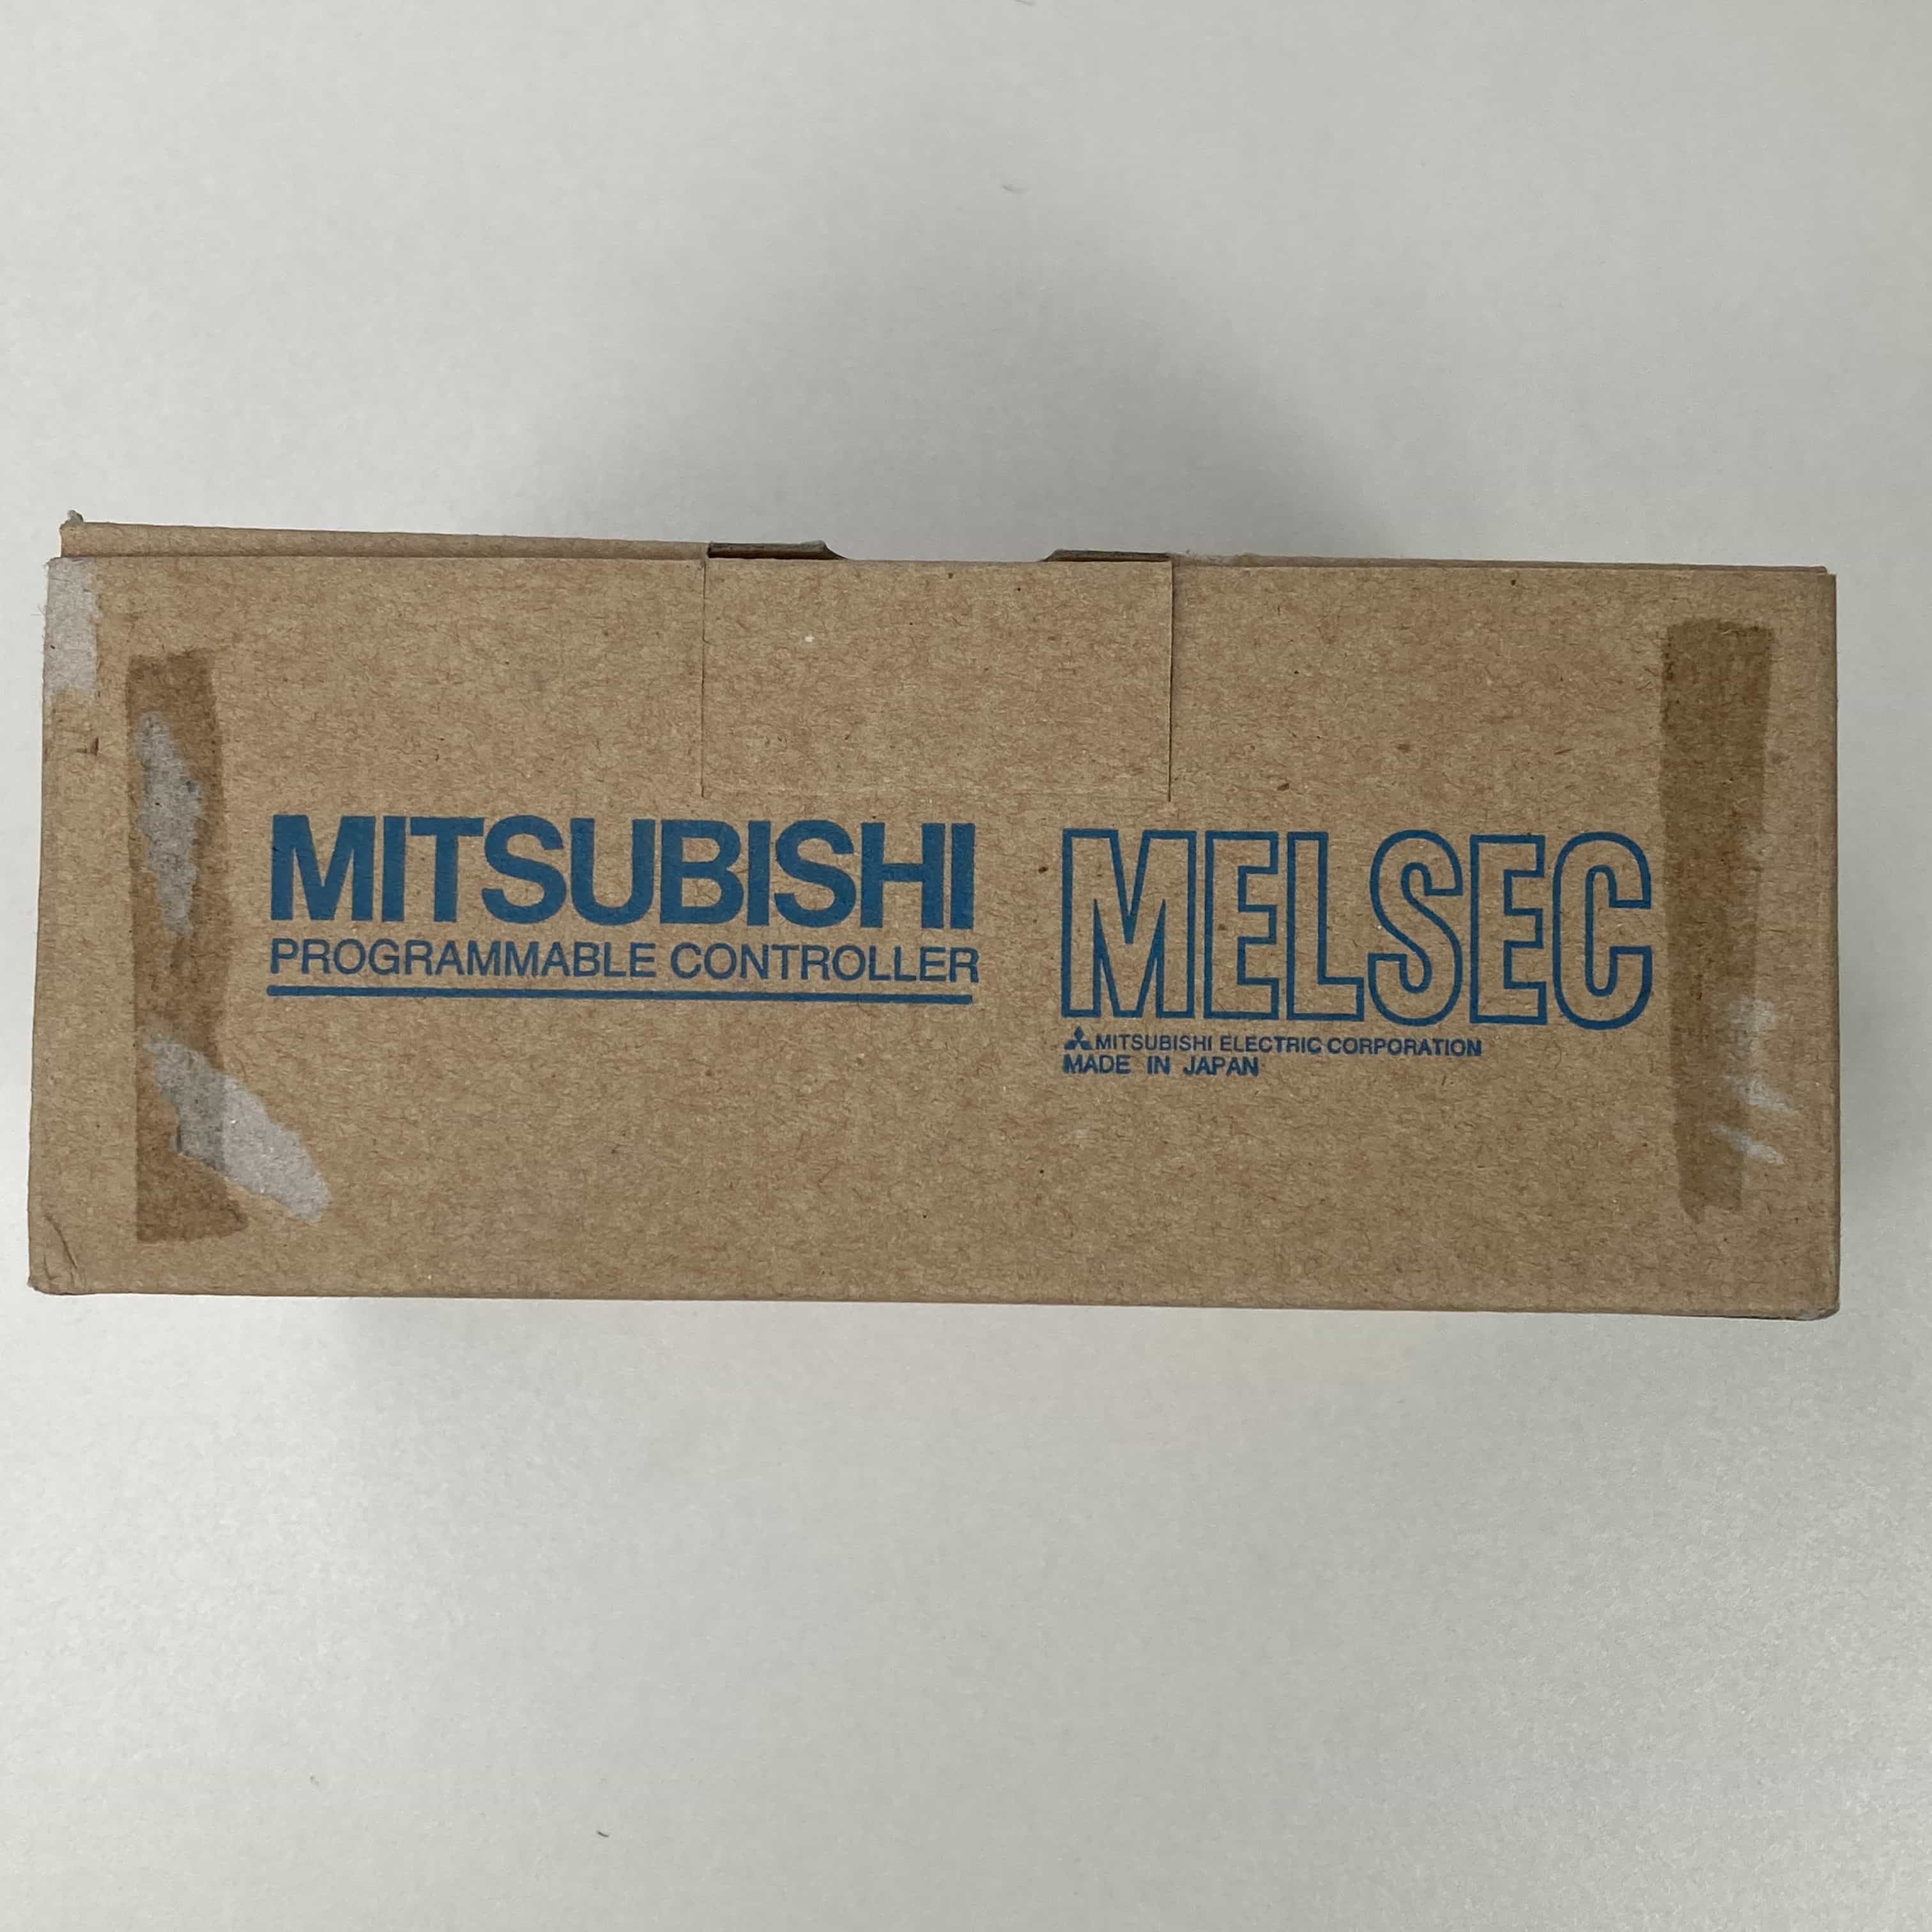 MITSUBISHI
PROGRAMMABLE CONTROLLER
MELSEC
MITSUBISHI ELECTRIC CORPORATION
MADE IN JAPAN